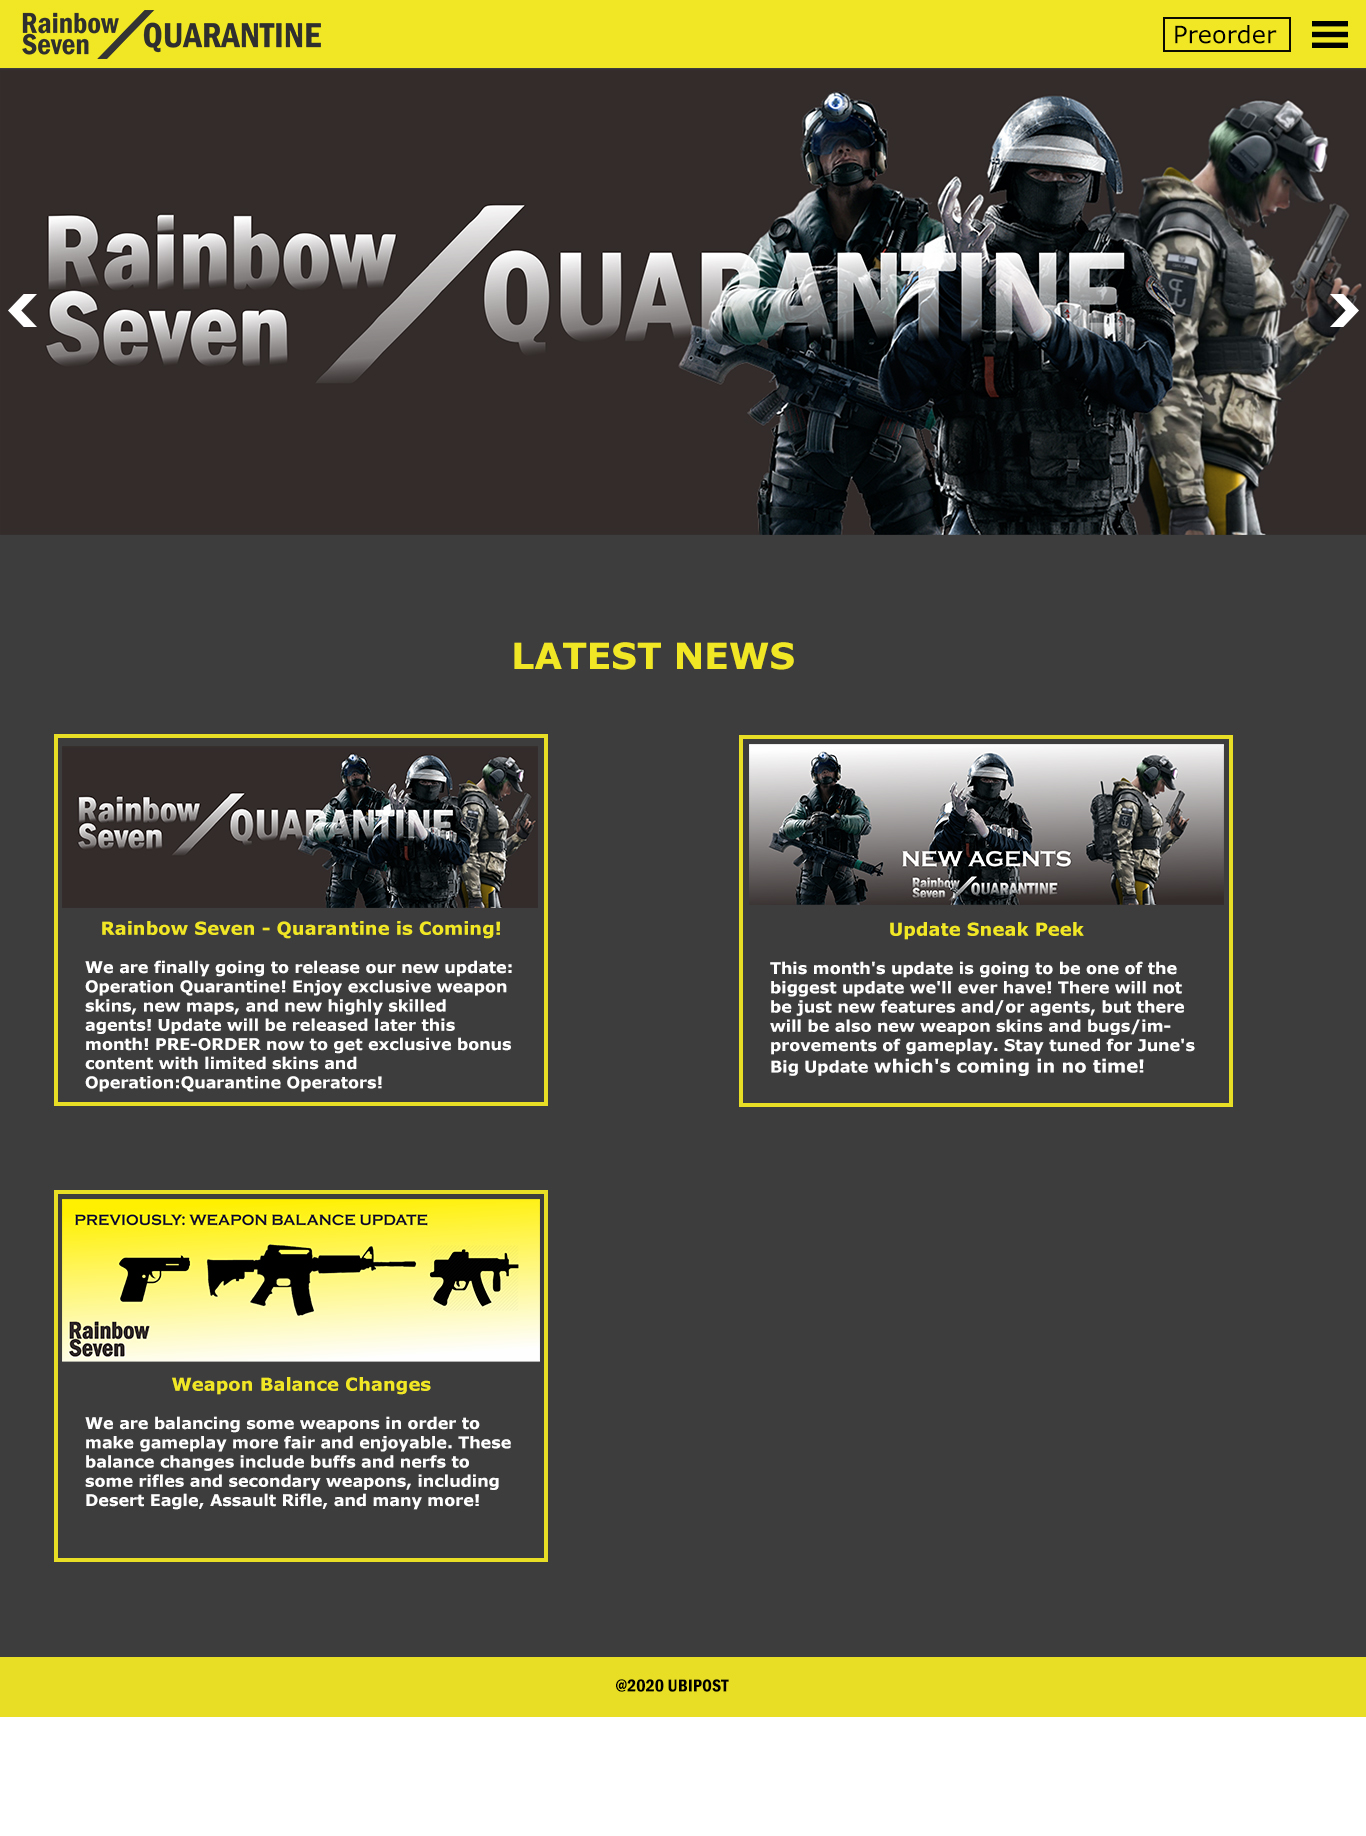 Rainbow
Seven
QUARANTINE
Preorder
Rainbow
Seven
QUARANTINE
LATEST NEWS
Rainbow
Seven
QUARANTINE
Rainbow Seven - Quarantine is Coming!
We are finally going to release our new update:
Operation Quarantine! Enjoy exclusive weapon
skins, new maps, and new highly skilled
agents! Update will be released later this
month! PRE-ORDER now to get exclusive bonus
content with limited skins and
Operation:Quarantine Operators!
NEW AGENTS
Rainbow
Seven
QUARANTINE
Update Sneak Peek
This month's update is going to be one of the
biggest update we'll ever have! There will not
be just new features and/or agents, but there
will be also new weapon skins and bugs/im-
provements of gameplay. Stay tuned for June's
Big Update which's coming in no time!
PREVIOUSLY: WEAPON BALANCE UPDATE
Rainbow
Seven
Weapon Balance Changes
We are balancing some weapons in order to
make gameplay more fair and enjoyable. These
balance changes include buffs and nerfs to
some rifles and secondary weapons, including
Desert Eagle, Assault Rifle, and many more!
@2020 UBIPOST